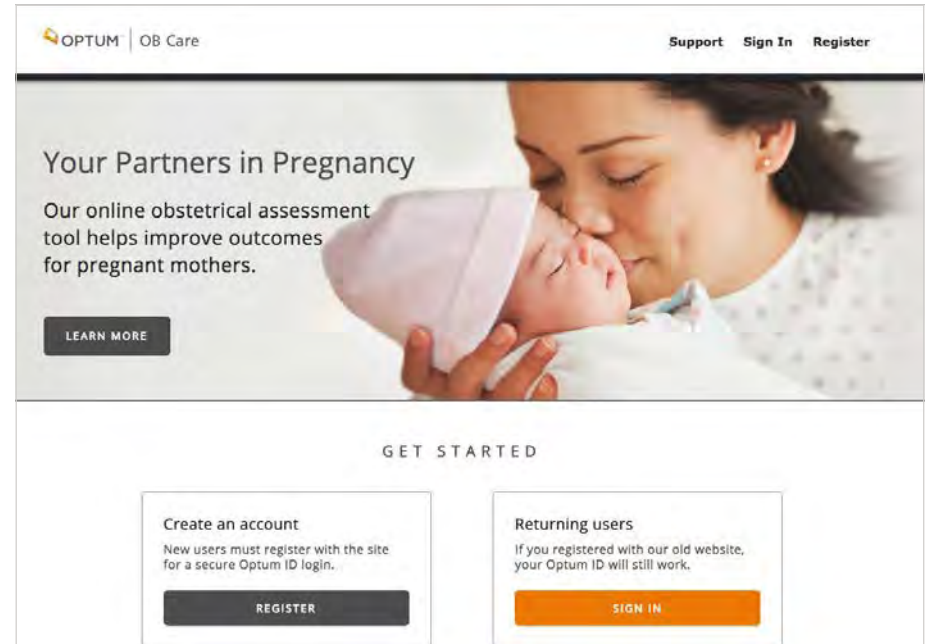 OPTUM™ | OB Care
Support Sign In Register
Your Partners in Pregnancy
Our online obstetrical assessment
tool helps improve outcomes
for pregnant mothers.
LEARN MORE
GET STARTED
Create an account
New users must register with the site
for a secure Optum ID login.
REGISTER
Returning users
If you registered with our old website,
your Optum ID will still work.
SIGN IN